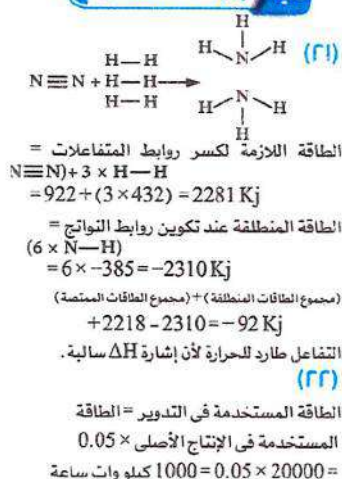 (٢١)
H
H—H H N H
N≡N + H—H →
H—H H N H
H
الطاقة اللازمة لكسر روابط المتفاعلات =
N≡N)+ 3 × H—H
=922+(3×432) =2281 Kj
الطاقة المنطلقة عند تكوين روابط النواتج =
(6 × N—H)
=6×-385=-2310 Kj
(مجموع الطاقات المنطلقة)+(مجموع الطاقات الممتصة)
+2218 -2310=-92 Kj
التفاعل طارد للحرارة لأن إشارة ΔH سالبة.
(٢٢)
الطاقة المستخدمة فى التدوير = الطاقة
المستخدمة فى الإنتاج الأصلى × 0.05
= 20000 × 0.05 = 1000 كيلو وات ساعة